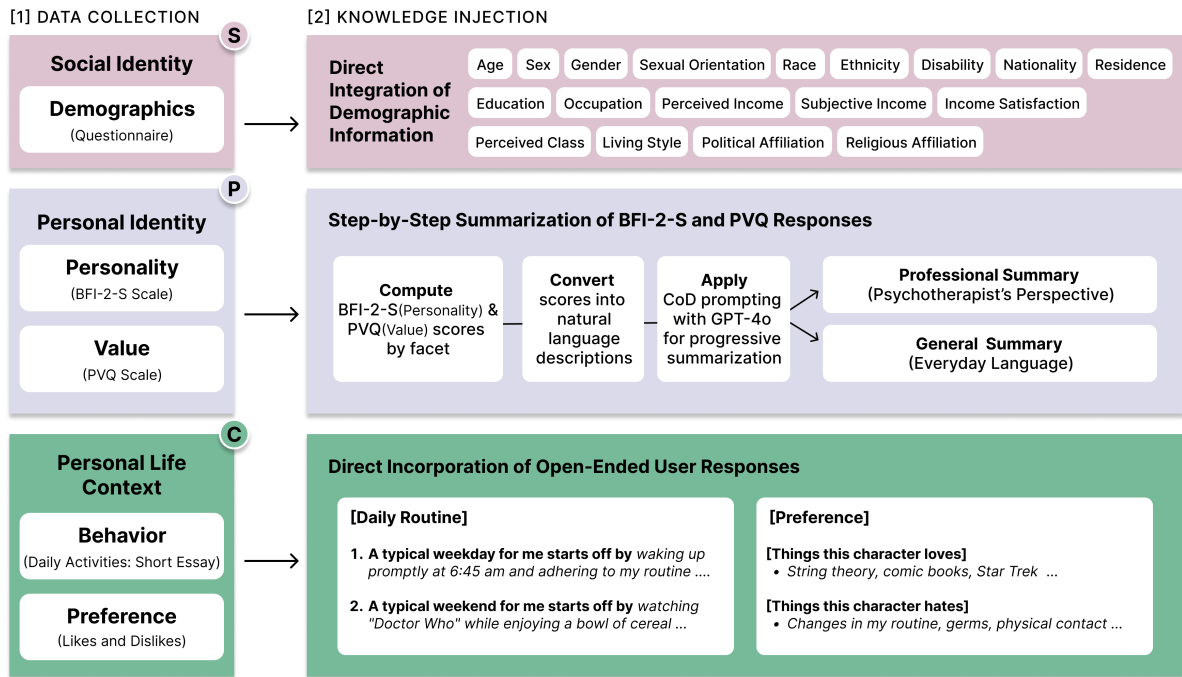 [1] DATA COLLECTION
[2] KNOWLEDGE INJECTION
S
Social Identity
Demographics
(Questionnaire)
Direct
Integration of
Demographic
Information
Age Sex Gender Sexual Orientation Race Ethnicity Disability Nationality Residence
Education Occupation Perceived Income Subjective Income Income Satisfaction
Perceived Class Living Style Political Affiliation Religious Affiliation
P
Personal Identity
Personality
(BFI-2-S Scale)
Value
(PVQ Scale)
Step-by-Step Summarization of BFI-2-S and PVQ Responses
Compute
BFI-2-S(Personality) &
PVQ(Value) scores
by facet
Convert
scores into
natural
language
descriptions
Apply
CoD prompting
with GPT-4o
for progressive
summarization
Professional Summary
(Psychotherapist’s Perspective)
General Summary
(Everyday Language)
C
Personal Life
Context
Behavior
(Daily Activities: Short Essay)
Preference
(Likes and Dislikes)
Direct Incorporation of Open-Ended User Responses
[Daily Routine]
1. A typical weekday for me starts off by waking up
promptly at 6:45 am and adhering to my routine ....
2. A typical weekend for me starts off by watching
"Doctor Who" while enjoying a bowl of cereal ...
[Preference]
[Things this character loves]
• String theory, comic books, Star Trek ...
[Things this character hates]
• Changes in my routine, germs, physical contact ...